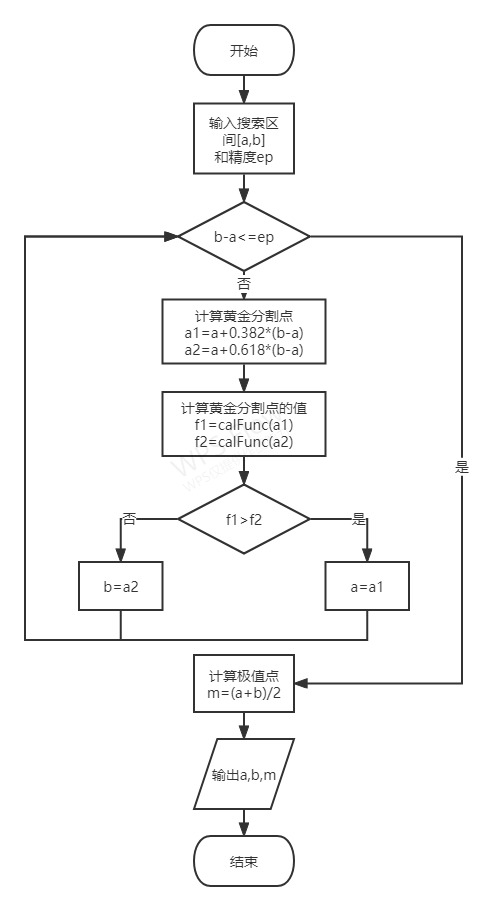 开始
输入搜索区
间[a,b]
和精度ep
b-a<=ep
否
计算黄金分割点
a1=a+0.382*(b-a)
a2=a+0.618*(b-a)
计算黄金分割点的值
f1=calFunc(a1)
f2=calFunc(a2)
是
f1>f2
否
是
b=a2
a=a1
计算极值点
m=(a+b)/2
输出a,b,m
结束